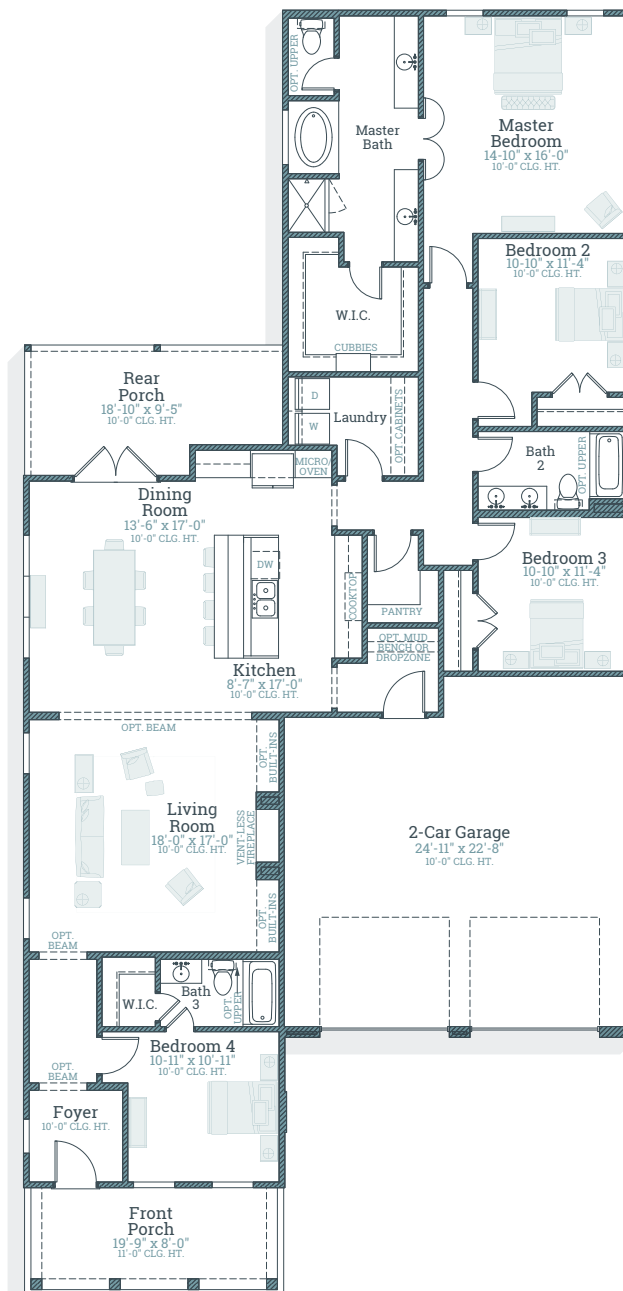 OPT. UPPER
Master
Bath
Master
Bedroom
14-10" x 16'-0"
10'-0" CLG. HT.
Bedroom 2
10-10" x 11'-4"
10'-0" CLG. HT.
W.I.C.
CUBBIES
Rear
Porch
18'-10" x 9'-5"
10'-0" CLG. HT.
D
W
Laundry
OPT. CABINETS
MICRO/
OVEN
Bath
2
OPT. UPPER
Dining
Room
13'-6" x 17'-0"
10'-0" CLG. HT.
DW
COOKTOP
PANTRY
Bedroom 3
10-10" x 11'-4"
10'-0" CLG. HT.
OPT. MUD
BENCH OR
DROPZONE
Kitchen
8'-7" x 17'-0"
10'-0" CLG. HT.
OPT. BEAM
OPT.
BUILT-INS
Living
Room
18'-0" x 17'-0"
10'-0" CLG. HT.
VENT-LESS
FIREPLACE
2-Car Garage
24'-11" x 22'-8"
10'-0" CLG. HT.
OPT.
BUILT-INS
OPT.
BEAM
W.I.C.
Bath
3
OPT.
UPPER
Bedroom 4
10-11" x 10'-11"
10'-0" CLG. HT.
OPT.
BEAM
Foyer
10'-0" CLG. HT.
Front
Porch
19'-9" x 8'-0"
11'-0" CLG. HT.